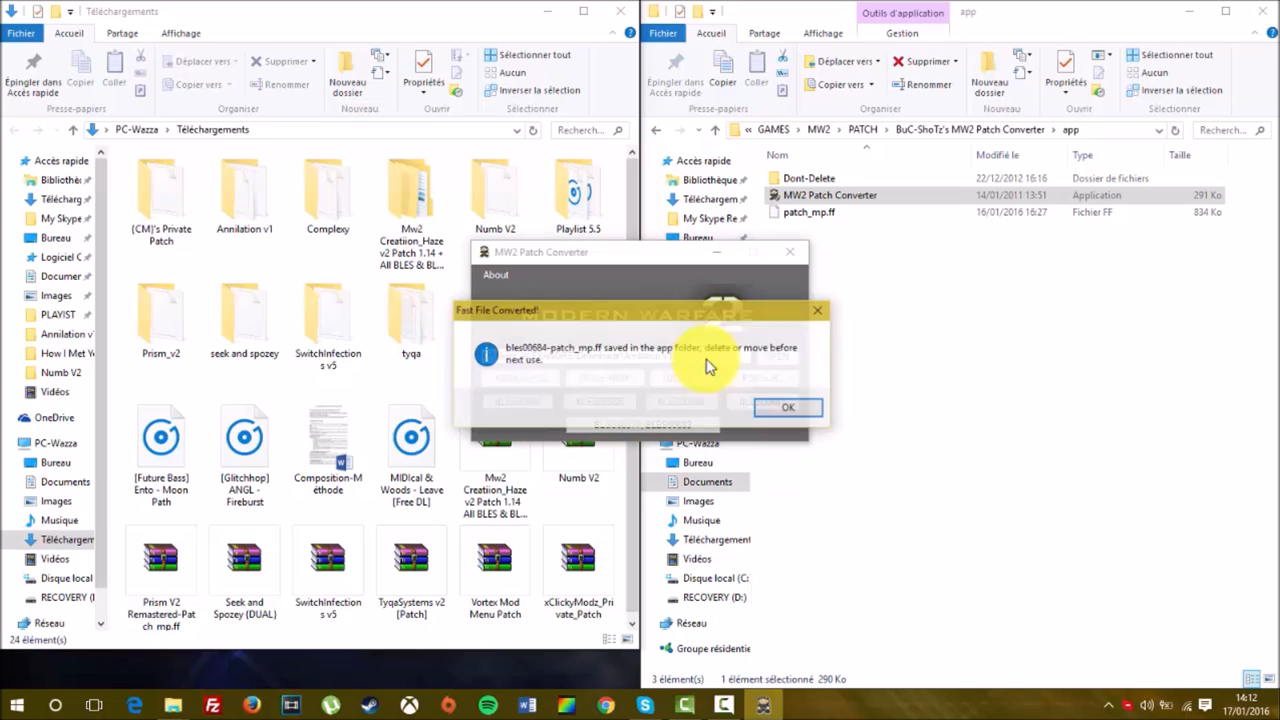 Téléchargements
Fichier Accueil Partage Affichage
Épingler dans Accès rapide
Copier
Coller
Presse-papiers
Déplacer vers
Copier vers
Supprimer
Renommer
Organiser
Nouveau dossier
Nouveau
Propriétés
Ouvrir
Sélectionner tout
Aucun
Inverser la sélection
Sélectionner
PC-Wazza > Téléchargements
Recherch...
Accès rapide
Bibliothèc
Télécharg
My Skype
Bureau
Logiciel C
Documer
Images
PLAYLIST
Annilation v
How I Met Y
Numb V2
Vidéos
OneDrive
PC-Wazza
Bureau
Documents
Images
Musique
Téléchargem
Vidéos
Disque local
RECOVERY (I
Réseau
24 élément(s)
(CM)'s Private Patch
Annilation v1
Complexy
Mw2 Creatiion_Haze v2 Patch 1.14 + All BLES & BL...
Numb V2
Playlist 5.5
Prism_v2
seek and spozey
SwitchInfections v5
tyqa
[Future Bass] Ento - Moon Path
[Glitchhop] ANGL - Fireburst
Composition-Méthode
MIDIcal & Woods - Leave [Free DL]
Mw2 Creatiion_Haze v2 Patch 1.14 All BLES & BL...
Numb V2
Prism V2 Remastered-Patch_mp.ff
Seek and Spozey (DUAL)
SwitchInfections v5
TyqaSystems v2 [Patch]
Vortex Mod Menu Patch
xClickyModz_Private_Patch
Outils d'application
app
Fichier Accueil Partage Affichage Gestion
Épingler dans Accès rapide
Copier
Coller
Presse-papiers
Déplacer vers
Copier vers
Supprimer
Renommer
Organiser
Nouveau dossier
Nouveau
Propriétés
Ouvrir
Sélectionner tout
Aucun
Inverser la sélection
Sélectionner
« GAMES > MW2 > PATCH > BuC-ShoTz's MW2 Patch Converter > app
Recherch...
Nom Modifié le Type Taille
Dont-Delete 22/12/2012 16:16 Dossier de fichiers
MW2 Patch Converter 14/01/2011 13:51 Application 291 Ko
patch_mp.ff 16/01/2016 16:27 Fichier FF 834 Ko
Accès rapide
Bibliothèque
Téléchargem
My Skype Re
Bureau
PC-Wazza
Bureau
Documents
Images
Musique
Téléchargement
Vidéos
Disque local (C:
RECOVERY (D:)
Réseau
Groupe résidentie
3 élément(s) 1 élément sélectionné 290 Ko
MW2 Patch Converter
About
MODERN WARFARE 2
Fast File Converted!
bles00684-patch_mp.ff saved in the app folder, delete or move before
next use.
OK
14:12
17/01/2016